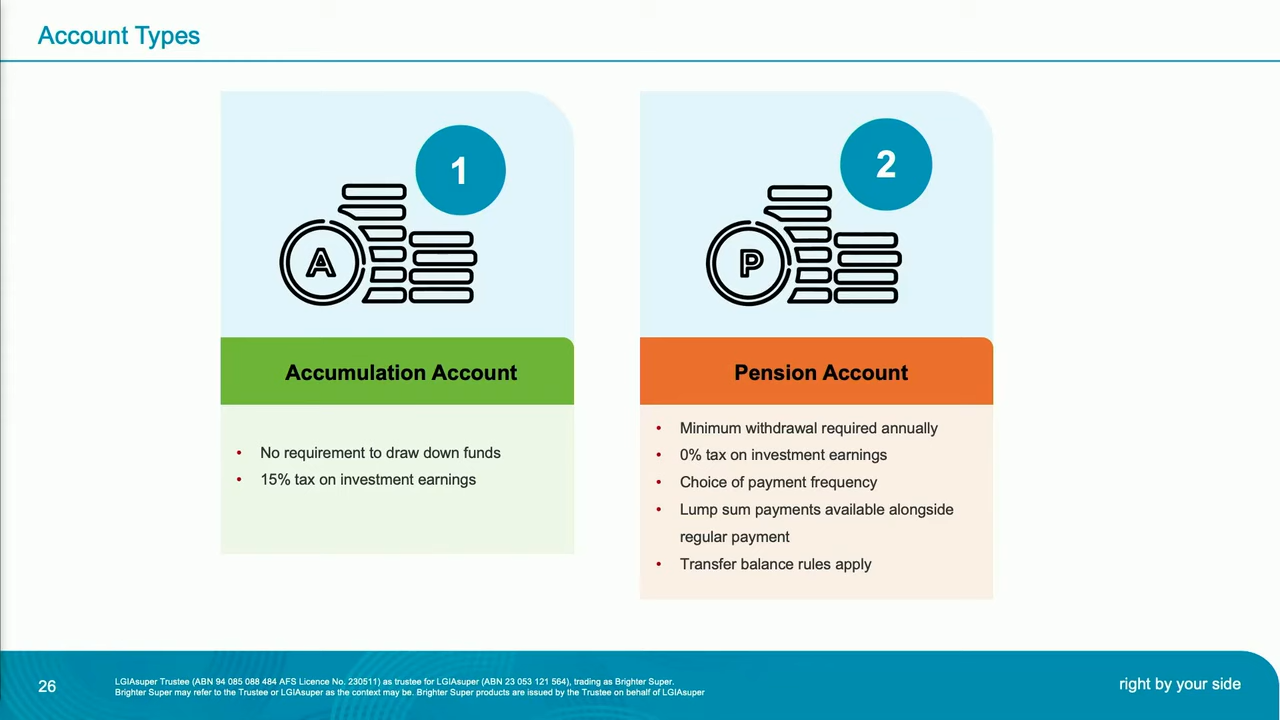 Account Types
1
A
Accumulation Account
• No requirement to draw down funds
• 15% tax on investment earnings
2
P
Pension Account
• Minimum withdrawal required annually
• 0% tax on investment earnings
• Choice of payment frequency
• Lump sum payments available alongside
regular payment
• Transfer balance rules apply
26
LGIAsuper Trustee (ABN 94 085 088 484 AFS Licence No. 230511) as trustee for LGIAsuper (ABN 23 053 121 564), trading as Brighter Super.
Brighter Super may refer to the Trustee or LGIAsuper as the context may be. Brighter Super products are issued by the Trustee on behalf of LGIAsuper
right by your side